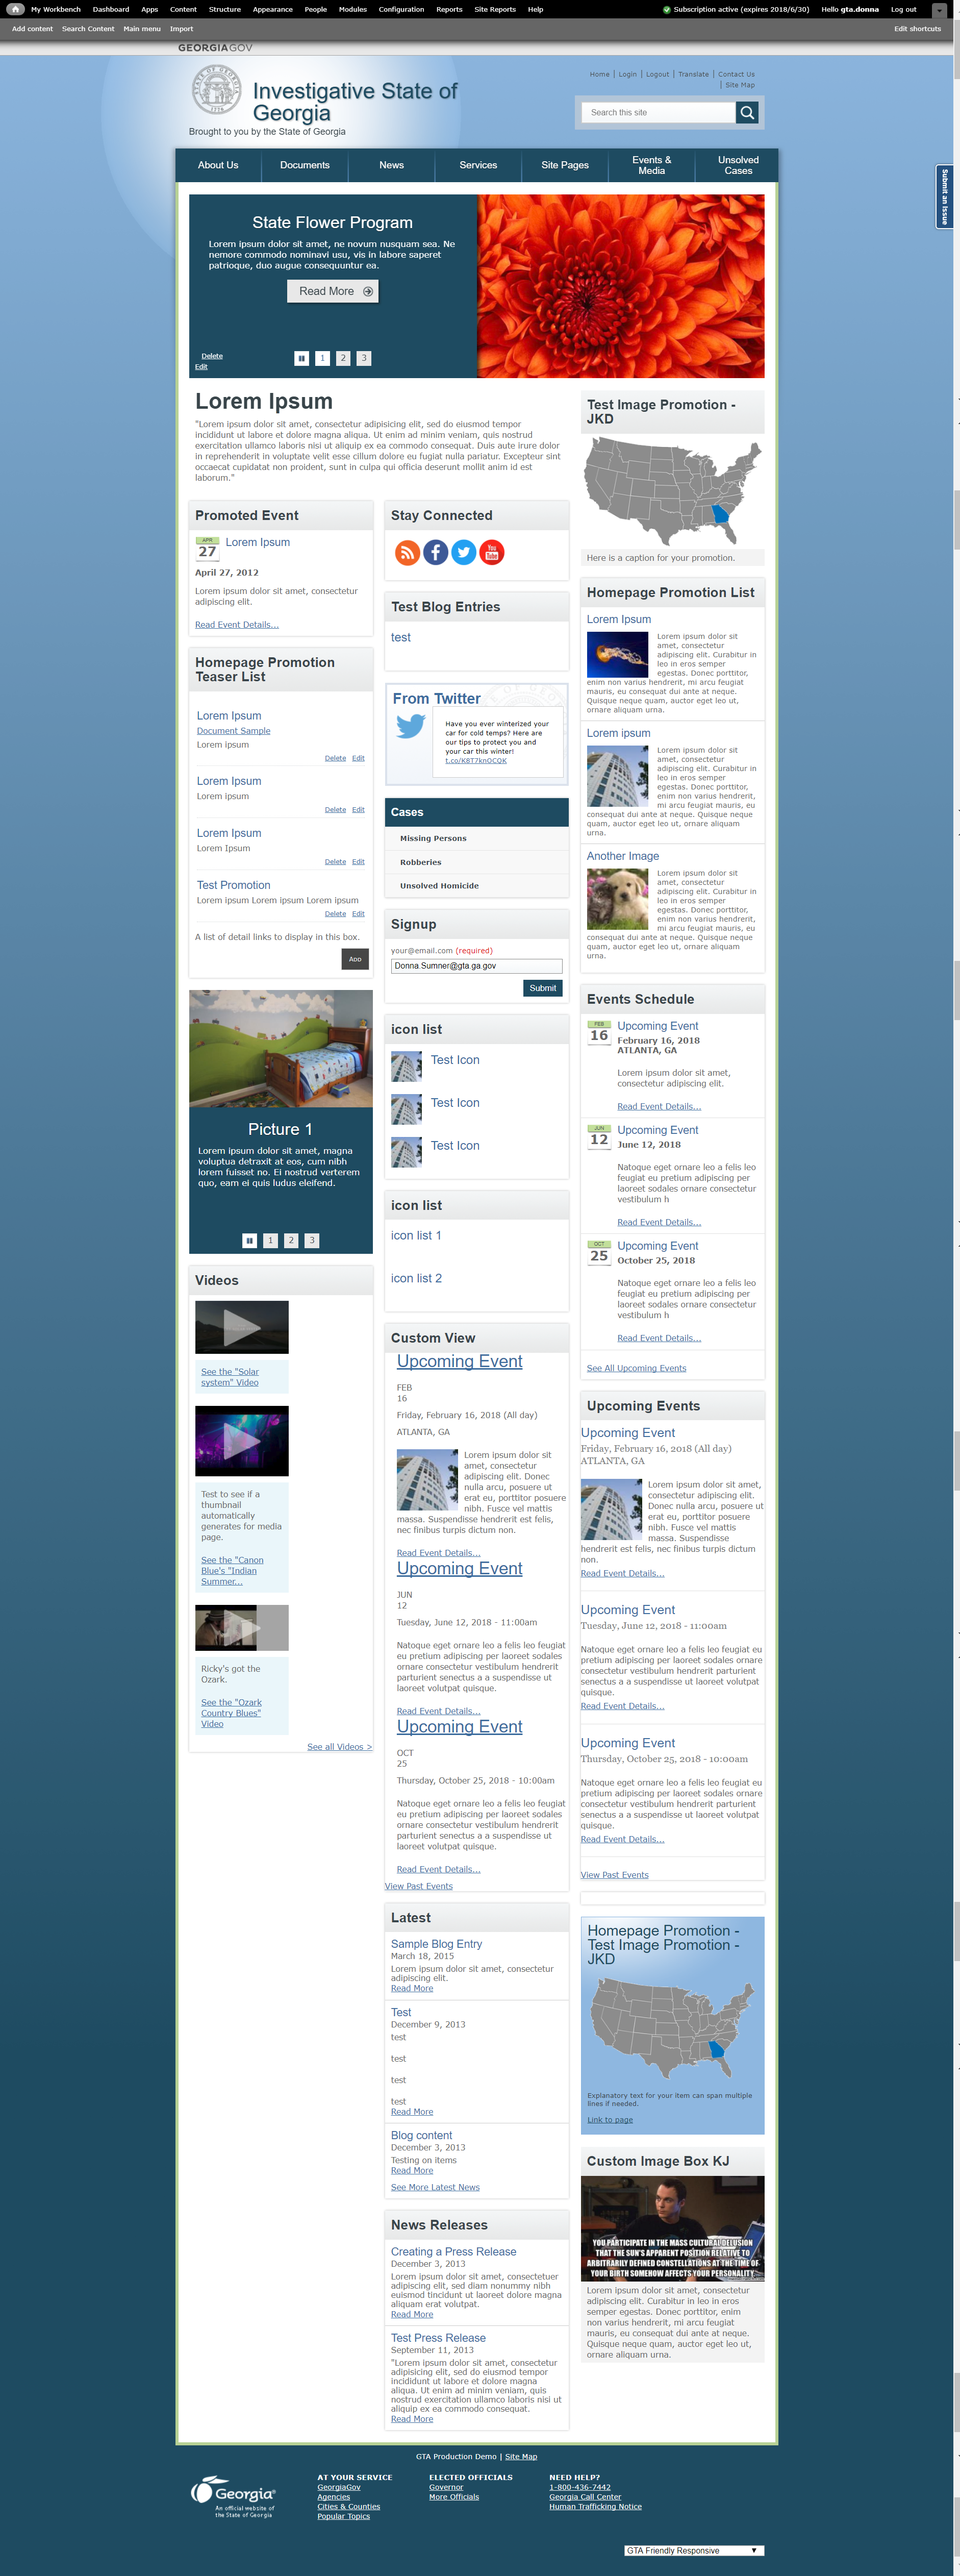 My Workbench Dashboard Apps Content Structure Appearance People Modules Configuration Reports Site Reports Help Subscription active (expires 2018/6/30) Hello gta.donna Log out
Add content Search Content Main menu Import Edit shortcuts
GEORGIAGOV
Home | Login | Logout | Translate | Contact Us
| Site Map
Investigative State of
Georgia
Brought to you by the State of Georgia
Search this site
About Us Documents News Services Site Pages Events & Media Unsolved Cases
Submit an Issue
State Flower Program
Lorem ipsum dolor sit amet, ne novum nusquam sea. Ne
nemore commodo nominavi usu, vis in labore saperet
patrioque, duo augue consequuntur ea.
Read More
Delete
Edit
1 2 3
Lorem Ipsum
"Lorem ipsum dolor sit amet, consectetur adipisicing elit, sed do eiusmod tempor
incididunt ut labore et dolore magna aliqua. Ut enim ad minim veniam, quis nostrud
exercitation ullamco laboris nisi ut aliquip ex ea commodo consequat. Duis aute irure dolor
in reprehenderit in voluptate velit esse cillum dolore eu fugiat nulla pariatur. Excepteur sint
occaecat cupidatat non proident, sunt in culpa qui officia deserunt mollit anim id est
laborum."
Promoted Event
APR
27
Lorem Ipsum
April 27, 2012
Lorem ipsum dolor sit amet, consectetur
adipiscing elit.
Read Event Details...
Homepage Promotion
Teaser List
Lorem Ipsum
Document Sample
Lorem ipsum
Delete Edit
Lorem Ipsum
Lorem ipsum
Delete Edit
Lorem Ipsum
Lorem Ipsum
Delete Edit
Test Promotion
Lorem ipsum Lorem ipsum Lorem ipsum
Delete Edit
A list of detail links to display in this box.
ADD
Picture 1
Lorem ipsum dolor sit amet, magna
voluptua detraxit at eos, cum nibh
lorem fuisset no. Ei nostrud verterem
quo, eam ei quis ludus eleifend.
1 2 3
Videos
See the "Solar
system" Video
Test to see if a
thumbnail
automatically
generates for media
page.
See the "Canon
Blue's "Indian
Summer...
Ricky's got the
Ozark.
See the "Ozark
Country Blues"
Video
See all Videos >
Stay Connected
You
Tube
Test Blog Entries
test
From Twitter
Have you ever winterized your
car for cold temps? Here are
our tips to protect you and
your car this winter!
t.co/K8T7knOCQK
Cases
Missing Persons
Robberies
Unsolved Homicide
Signup
your@email.com (required)
Donna.Sumner@gta.ga.gov
Submit
icon list
Test Icon
Test Icon
Test Icon
icon list
icon list 1
icon list 2
Custom View
Upcoming Event
FEB
16
Friday, February 16, 2018 (All day)
ATLANTA, GA
Lorem ipsum dolor sit
amet, consectetur
adipiscing elit. Donec
nulla arcu, posuere ut
erat eu, porttitor posuere
nibh. Fusce vel mattis
massa. Suspendisse hendrerit est felis,
nec finibus turpis dictum non.
Read Event Details...
Upcoming Event
JUN
12
Tuesday, June 12, 2018 - 11:00am
Natoque eget ornare leo a felis leo feugiat
eu pretium adipiscing per laoreet sodales
ornare consectetur vestibulum hendrerit
parturient senectus a a suspendisse ut
laoreet volutpat quisque.
Read Event Details...
Upcoming Event
OCT
25
Thursday, October 25, 2018 - 10:00am
Natoque eget ornare leo a felis leo feugiat
eu pretium adipiscing per laoreet sodales
ornare consectetur vestibulum hendrerit
parturient senectus a a suspendisse ut
laoreet volutpat quisque.
Read Event Details...
View Past Events
Latest
Sample Blog Entry
March 18, 2015
Lorem ipsum dolor sit amet, consectetur
adipiscing elit.
Read More
Test
December 9, 2013
test
test
test
test
Read More
Blog content
December 3, 2013
Testing on items
Read More
See More Latest News
News Releases
Creating a Press Release
December 3, 2013
Lorem ipsum dolor sit amet, consectetuer
adipiscing elit, sed diam nonummy nibh
euismod tincidunt ut laoreet dolore magna
aliquam erat volutpat.
Read More
Test Press Release
September 11, 2013
"Lorem ipsum dolor sit amet, consectetur
adipisicing elit, sed do eiusmod tempor
incididunt ut labore et dolore magna
aliqua. Ut enim ad minim veniam, quis
nostrud exercitation ullamco laboris nisi ut
aliquip ex ea commodo consequat.
Read More
Test Image Promotion -
JKD
Here is a caption for your promotion.
Homepage Promotion List
Lorem Ipsum
Lorem ipsum dolor sit
amet, consectetur
adipiscing elit. Curabitur in
leo in eros semper
egestas. Donec porttitor,
enim non varius hendrerit, mi arcu feugiat
mauris, eu consequat dui ante at neque.
Quisque neque quam, auctor eget leo ut,
ornare aliquam urna.
Lorem ipsum
Lorem ipsum dolor sit
amet, consectetur
adipiscing elit. Curabitur in
leo in eros semper
egestas. Donec porttitor,
enim non varius hendrerit,
mi arcu feugiat mauris, eu
consequat dui ante at neque. Quisque neque
quam, auctor eget leo ut, ornare aliquam
urna.
Another Image
Lorem ipsum dolor sit
amet, consectetur
adipiscing elit. Curabitur in
leo in eros semper
egestas. Donec porttitor,
enim non varius hendrerit,
mi arcu feugiat mauris, eu
consequat dui ante at neque. Quisque neque
quam, auctor eget leo ut, ornare aliquam
urna.
Events Schedule
FEB
16
Upcoming Event
February 16, 2018
ATLANTA, GA
Lorem ipsum dolor sit amet,
consectetur adipiscing elit.
Read Event Details...
JUN
12
Upcoming Event
June 12, 2018
Natoque eget ornare leo a felis leo
feugiat eu pretium adipiscing per
laoreet sodales ornare consectetur
vestibulum h
Read Event Details...
OCT
25
Upcoming Event
October 25, 2018
Natoque eget ornare leo a felis leo
feugiat eu pretium adipiscing per
laoreet sodales ornare consectetur
vestibulum h
Read Event Details...
See All Upcoming Events
Upcoming Events
Upcoming Event
Friday, February 16, 2018 (All day)
ATLANTA, GA
Lorem ipsum dolor sit amet,
consectetur adipiscing elit.
Donec nulla arcu, posuere ut
erat eu, porttitor posuere
nibh. Fusce vel mattis
massa. Suspendisse
hendrerit est felis, nec finibus turpis dictum
non.
Read Event Details...
Upcoming Event
Tuesday, June 12, 2018 - 11:00am
Natoque eget ornare leo a felis leo feugiat eu
pretium adipiscing per laoreet sodales ornare
consectetur vestibulum hendrerit parturient
senectus a a suspendisse ut laoreet volutpat
quisque.
Read Event Details...
Upcoming Event
Thursday, October 25, 2018 - 10:00am
Natoque eget ornare leo a felis leo feugiat eu
pretium adipiscing per laoreet sodales ornare
consectetur vestibulum hendrerit parturient
senectus a a suspendisse ut laoreet volutpat
quisque.
Read Event Details...
View Past Events
Homepage Promotion -
Test Image Promotion -
JKD
Explanatory text for your item can span multiple
lines if needed.
Link to page
Custom Image Box KJ
YOU PARTICIPATE IN THE MASS CULTURAL DELUSION
THAT THE SUN'S APPARENT POSITION RELATIVE TO
ARBITRARILY DEFINED CONSTELLATIONS AT THE TIME OF
YOUR BIRTH SOMEHOW AFFECTS YOUR PERSONALITY
Lorem ipsum dolor sit amet, consectetur
adipiscing elit. Curabitur in leo in eros
semper egestas. Donec porttitor, enim
non varius hendrerit, mi arcu feugiat
mauris, eu consequat dui ante at neque.
Quisque neque quam, auctor eget leo ut,
ornare aliquam urna.
GTA Production Demo | Site Map
Georgia
An official website of
the State of Georgia
AT YOUR SERVICE
GeorgiaGov
Agencies
Cities & Counties
Popular Topics
ELECTED OFFICIALS
Governor
More Officials
NEED HELP?
1-800-436-7442
Georgia Call Center
Human Trafficking Notice
GTA Friendly Responsive